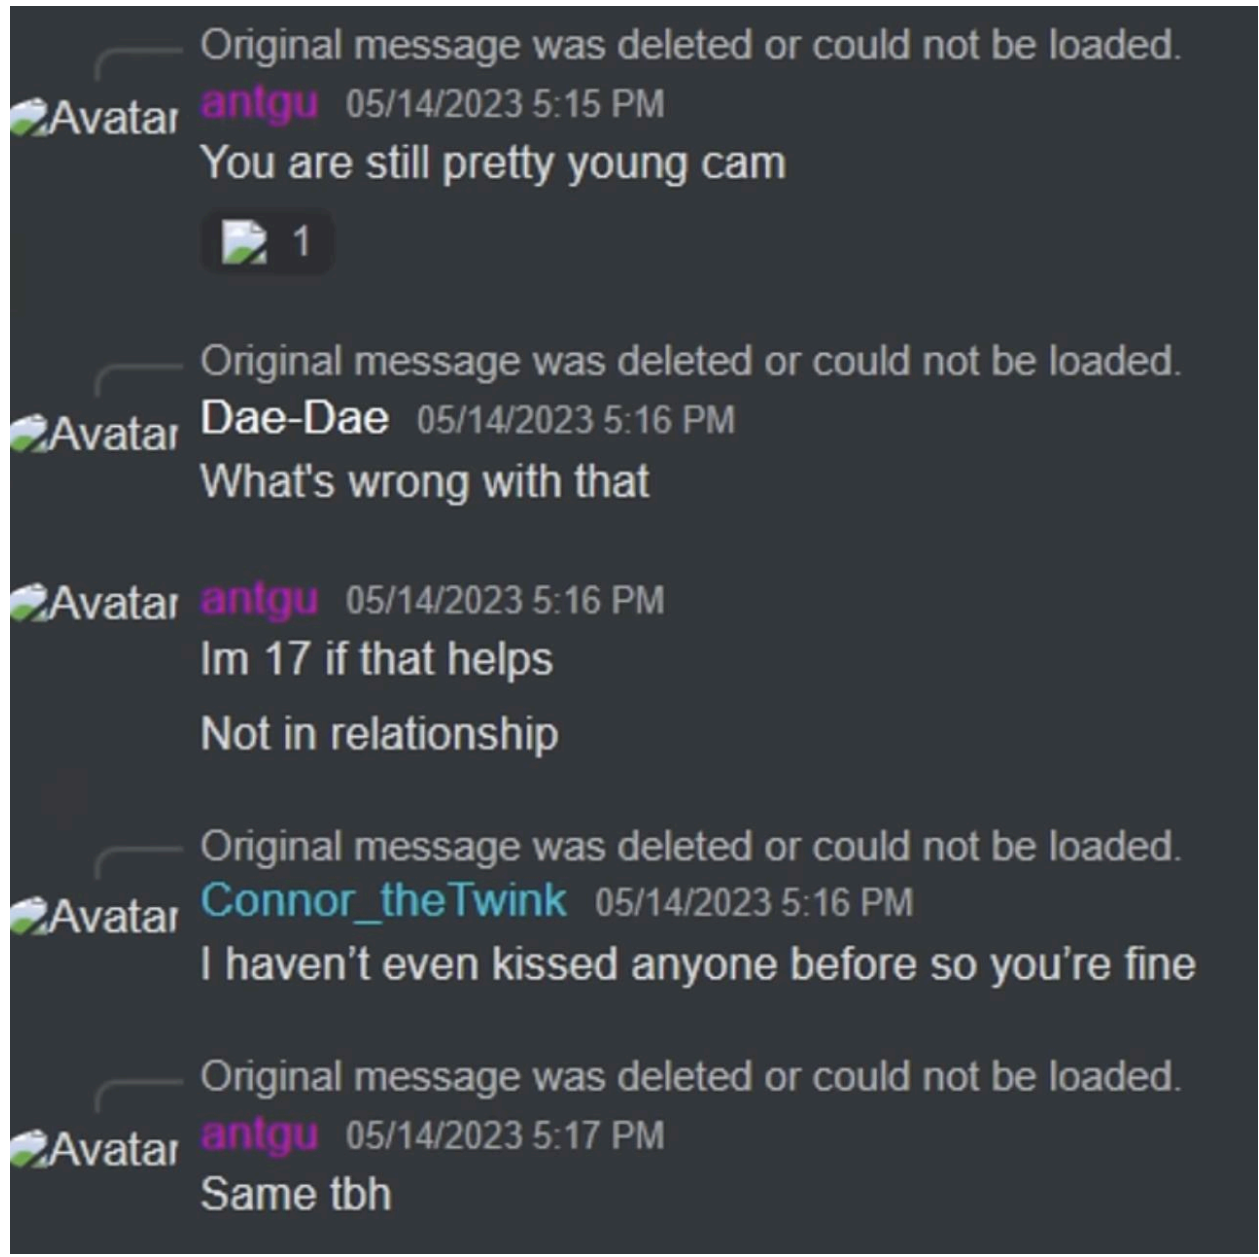 Original message was deleted or could not be loaded.
Avatar antgu 05/14/2023 5:15 PM
You are still pretty young cam
1
Original message was deleted or could not be loaded.
Avatar Dae-Dae 05/14/2023 5:16 PM
What's wrong with that
Avatar antgu 05/14/2023 5:16 PM
Im 17 if that helps
Not in relationship
Original message was deleted or could not be loaded.
Avatar Connor_theTwink 05/14/2023 5:16 PM
I haven’t even kissed anyone before so you’re fine
Original message was deleted or could not be loaded.
Avatar antgu 05/14/2023 5:17 PM
Same tbh